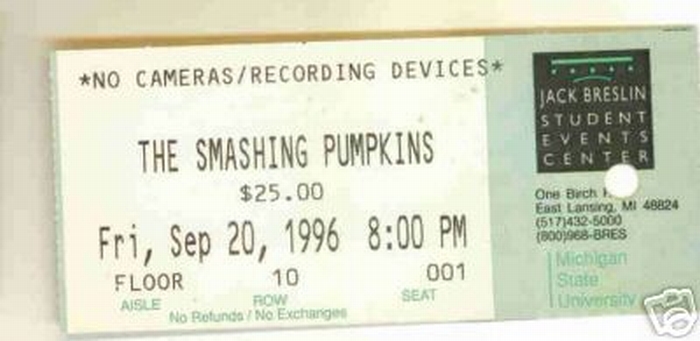 *NO CAMERAS/RECORDING DEVICES*
THE SMASHING PUMPKINS
$25.00
Fri, Sep 20, 1996 8:00 PM
FLOOR 10 001
AISLE ROW SEAT
No Refunds / No Exchanges
JACK BRESLIN
STUDENT
EVENTS
CENTER
One Birch
East Lansing, MI 48824
(517)432-5000
(800)968-BRES
Michigan
State
University